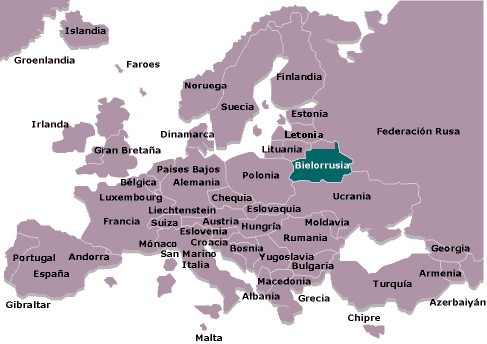 Islandia
Groenlandia
Faroes
Noruega
Finlandia
Suecia
Estonia
Irlanda
Dinamarca
Letonia
Federación Rusa
Gran Bretaña
Lituania
Bielorrusia
Países Bajos
Polonia
Bélgica
Alemania
Luxembourg
Chequia
Ucrania
Liechtenstein
Eslovaquia
Francia
Suiza
Austria
Moldavia
Eslovenia
Hungría
Mónaco
Croacia
Rumania
San Marino
Bosnia
Georgia
Portugal
Andorra
Italia
Yugoslavia
Bulgaria
España
Armenia
Macedonia
Turquía
Gibraltar
Albania
Grecia
Azerbaiyán
Chipre
Malta